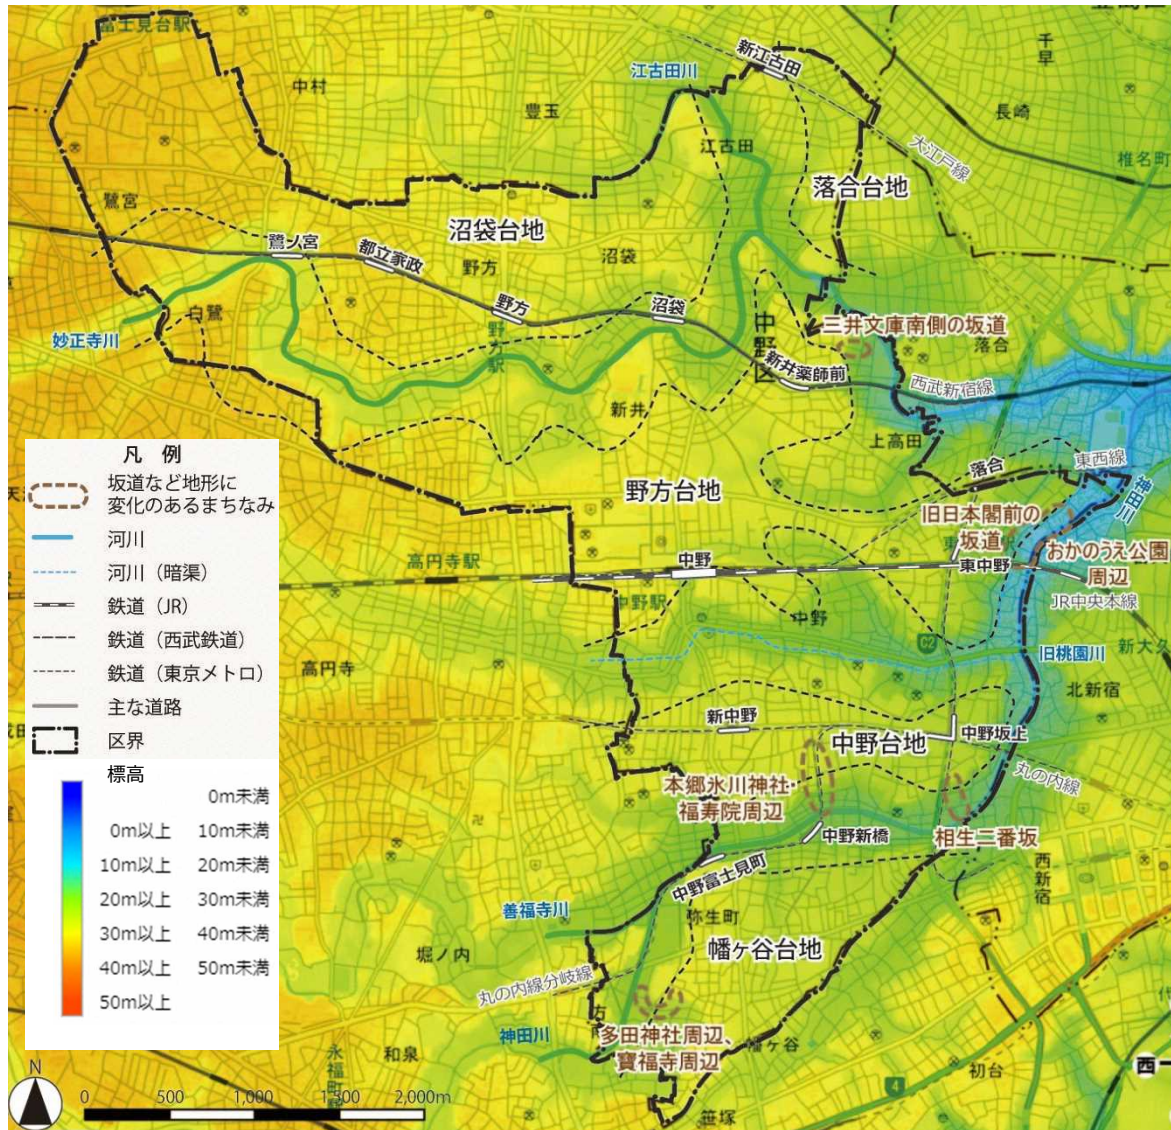 富士見台駅
中村
豊玉
江古田川
新江古田
千早
長崎
江古田
大江戸線
椎名町
鷺宮
落合台地
沼袋台地
鷺ノ宮
都立家政
野方
沼袋
野方
沼袋
中野区
白鷺
妙正寺川
野方駅
三井文庫南側の坂道
落合
新井薬師前
西武新宿線
新井
上高田
落合
東西線
神田川
野方台地
旧日本閣前の
坂道
おかのうえ公園
周辺
高円寺駅
中野
東中野
JR中央本線
中野駅
中野
C2
旧桃園川
新大久
高円寺
北新宿
新中野
中野台地
中野坂上
丸の内線
本郷氷川神社・
福寿院周辺
中野新橋
相生二番坂
西新宿
中野富士見町
善福寺川
弥生町
堀ノ内
幡ヶ谷台地
丸の内線分岐線
神田川
方
多田神社周辺、
寶福寺周辺
幡ヶ谷
和泉
永福町
初台
代
西
4
笹塚
凡 例
坂道など地形に
変化のあるまちなみ
河川
河川(暗渠)
鉄道(JR)
鉄道(西武鉄道)
鉄道(東京メトロ)
主な道路
区界
標高
0m未満
0m以上 10m未満
10m以上 20m未満
20m以上 30m未満
30m以上 40m未満
40m以上 50m未満
50m以上
N
0 500 1,000 1,500 2,000m